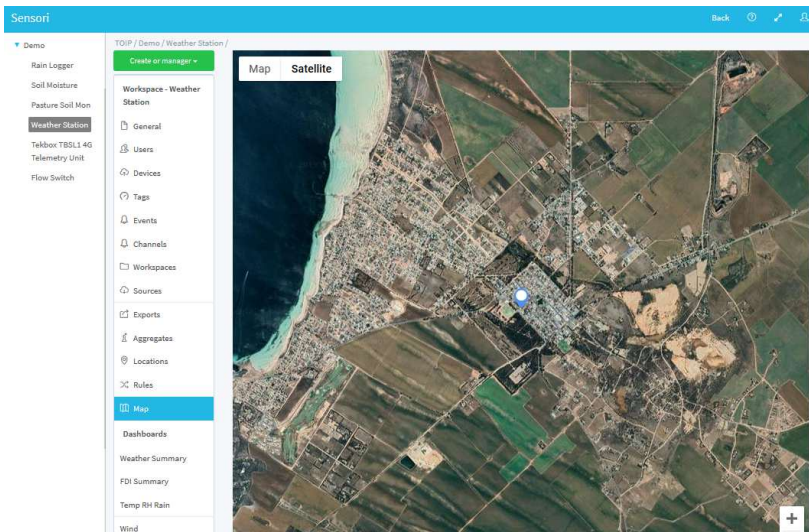 Sensori
Back
Demo
Rain Logger
Soil Moisture
Pasture Soil Mon
Weather Station
Tekbox TBSL1 4G
Telemetry Unit
Flow Switch
TOIP / Demo / Weather Station /
Create or manager
Workspace - Weather
Station
General
Users
Devices
Tags
Events
Channels
Workspaces
Sources
Exports
Aggregates
Locations
Rules
Map
Dashboards
Weather Summary
FDI Summary
Temp RH Rain
Wind
Map Satellite